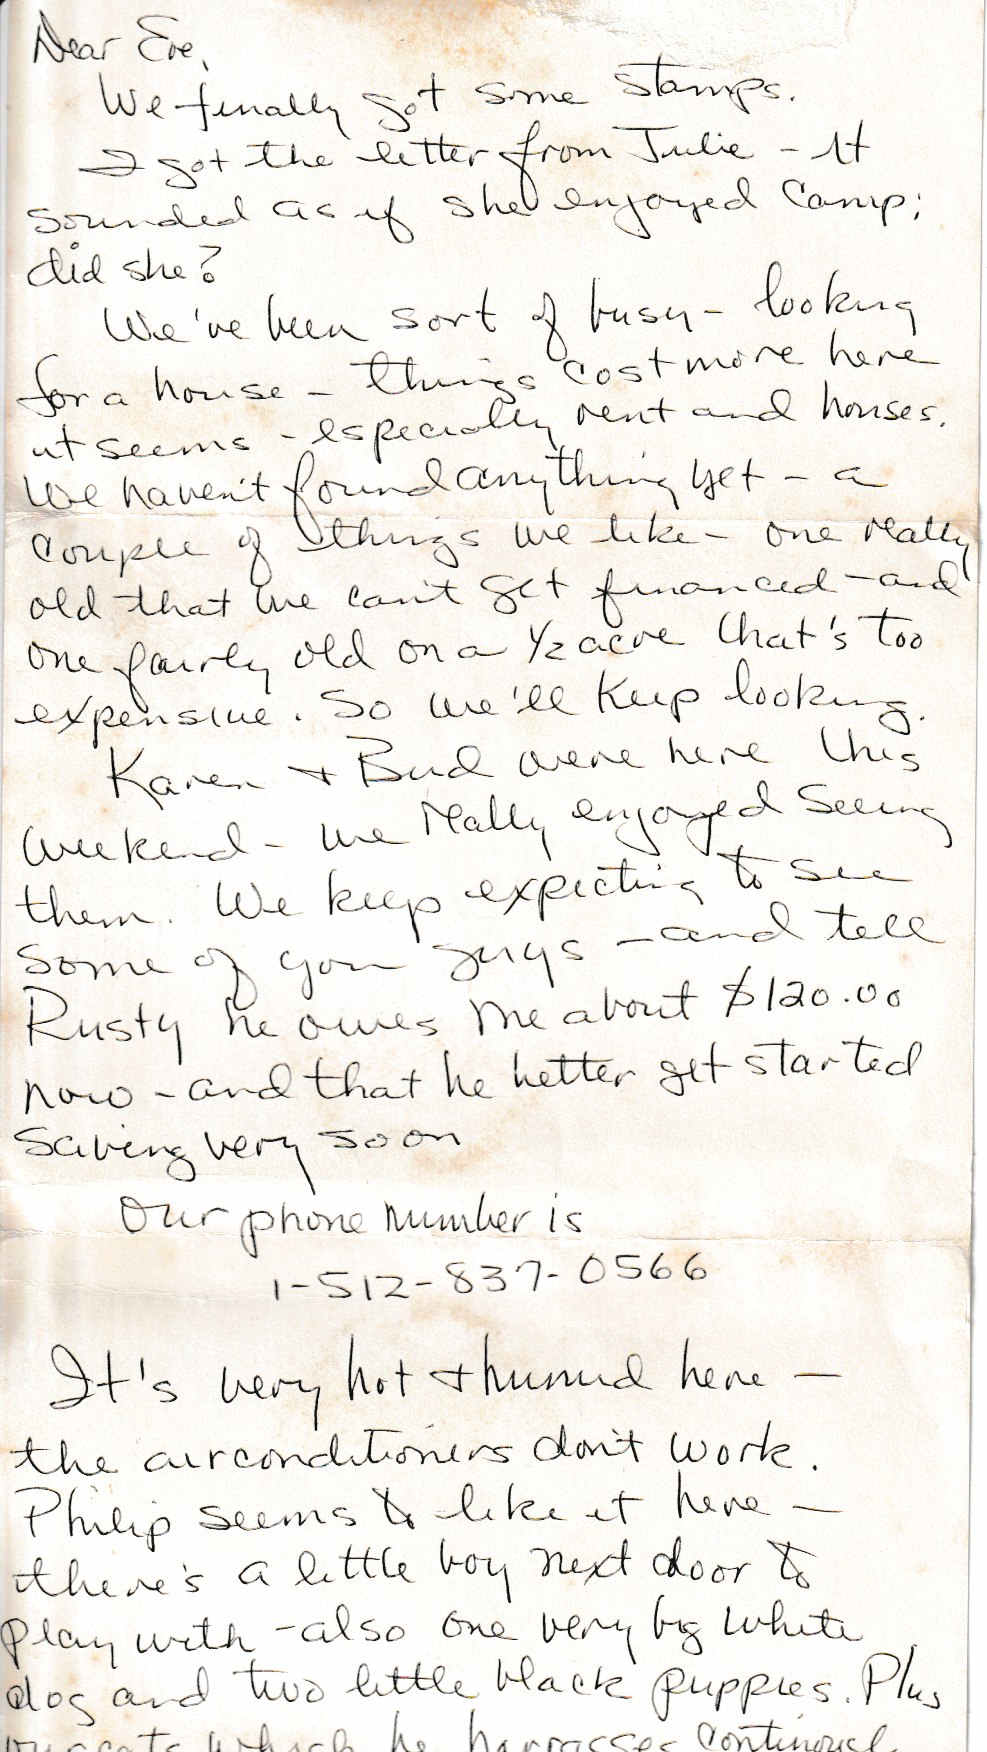 Dear Eve,
We finally got some stamps.
I got the letter from Julie - It
sounded as if she enjoyed Camp;
did she?
We've been sort of busy - looking
for a house - things cost more here
it seems - especially rent and houses.
We haven't found anything yet - a
couple of things we like - one really
old that we can't get financed - and
one fairly old on a 1/2 acre that's too
expensive. So we'll keep looking.
Karen + Bud were here this
weekend - we really enjoyed seeing
them. We keep expecting to see
some of you guys - and tell
Rusty he owes me about $120.00
now - and that he better get started
saving very soon
Our phone number is
1-512-837-0566
It's very hot + humid here -
the airconditioners don't work.
Philip seems to like it here -
there's a little boy next door to
play with - also one very big white
dog and two little black puppies. Plus
our cats which he harrasses continual